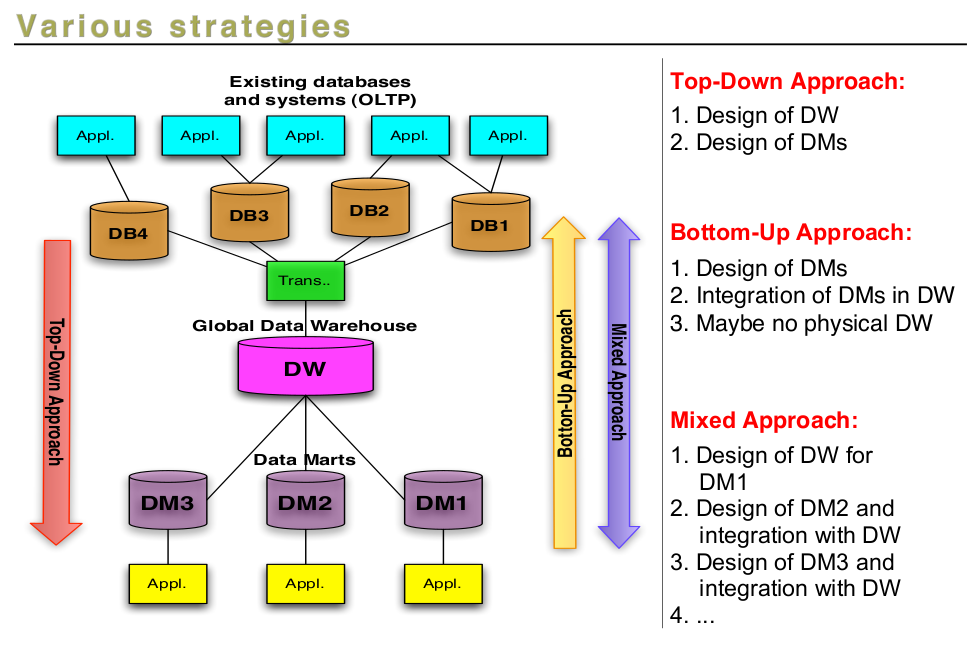 Various strategies
Existing databases
and systems (OLTP)
Appl.
Appl.
Appl.
Appl.
Appl.
DB4
DB3
DB2
DB1
Trans..
Global Data Warehouse
DW
Data Marts
DM3
DM2
DM1
Appl.
Appl.
Appl.
Top-Down Approach
Bottom-Up Approach
Mixed Approach
Top-Down Approach:
1. Design of DW
2. Design of DMs
Bottom-Up Approach:
1. Design of DMs
2. Integration of DMs in DW
3. Maybe no physical DW
Mixed Approach:
1. Design of DW for
DM1
2. Design of DM2 and
integration with DW
3. Design of DM3 and
integration with DW
4. ...